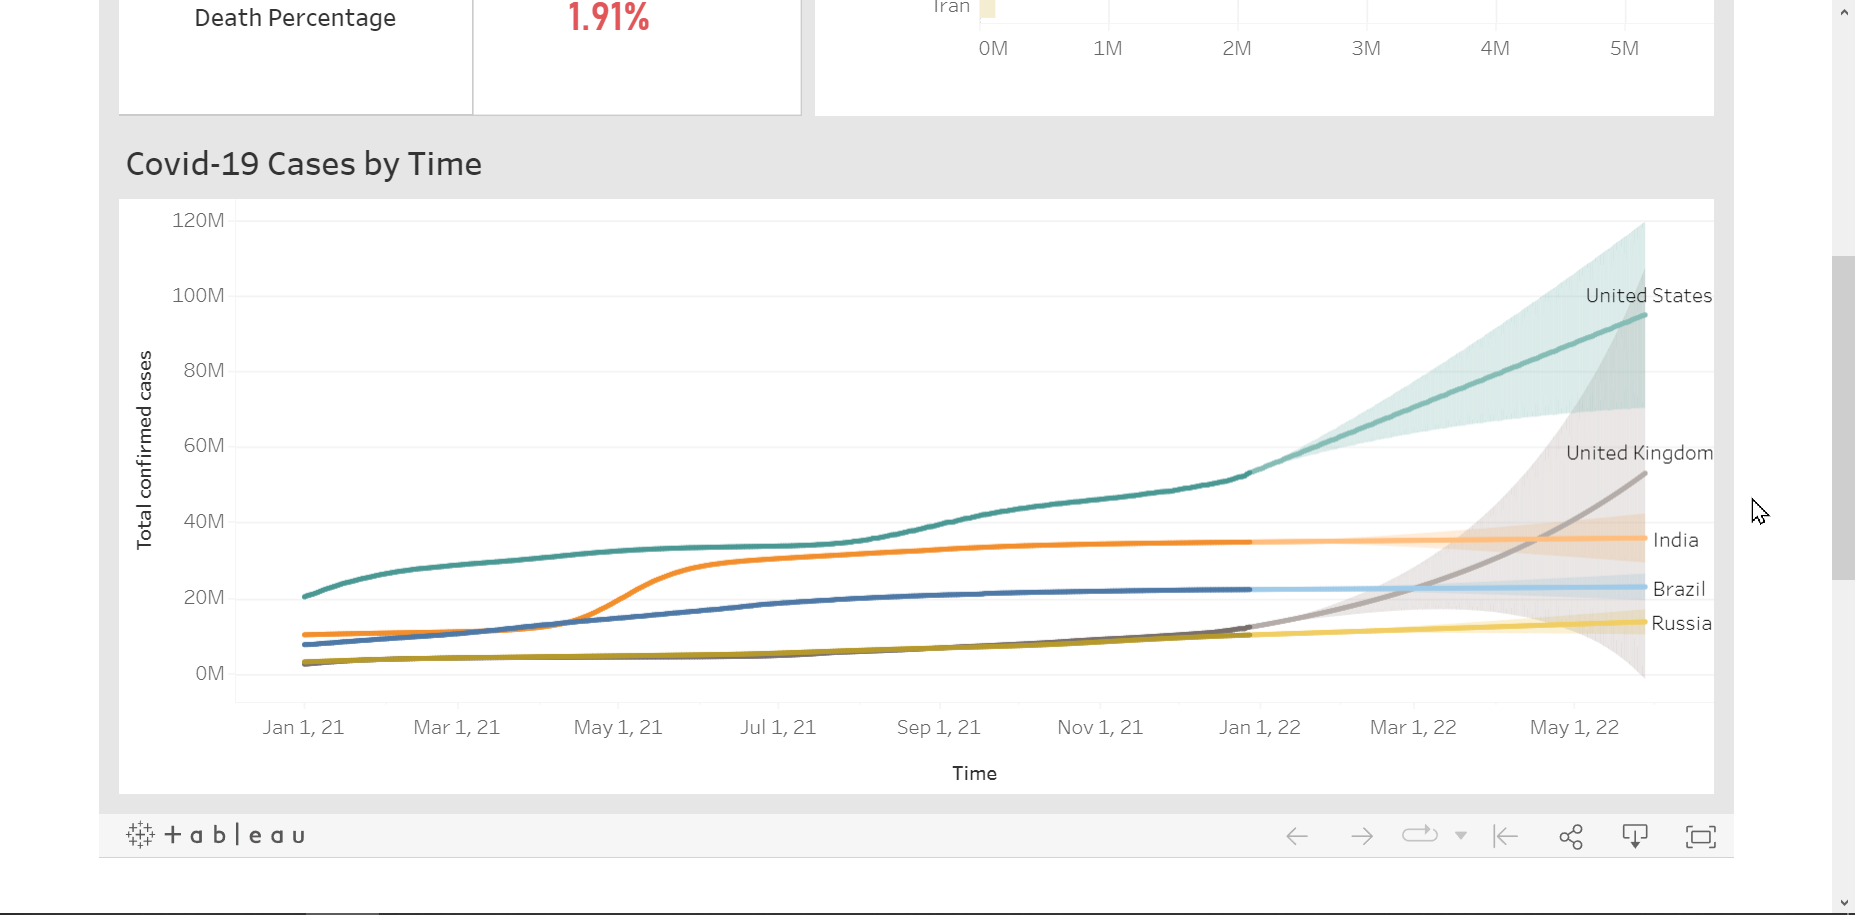 Death Percentage
1.91%
Iran
0M 1M 2M 3M 4M 5M
Covid-19 Cases by Time
120M
100M
80M
60M
40M
20M
0M
Total confirmed cases
United States
United Kingdom
India
Brazil
Russia
Jan 1, 21 Mar 1, 21 May 1, 21 Jul 1, 21 Sep 1, 21 Nov 1, 21 Jan 1, 22 Mar 1, 22 May 1, 22
Time
+ableau